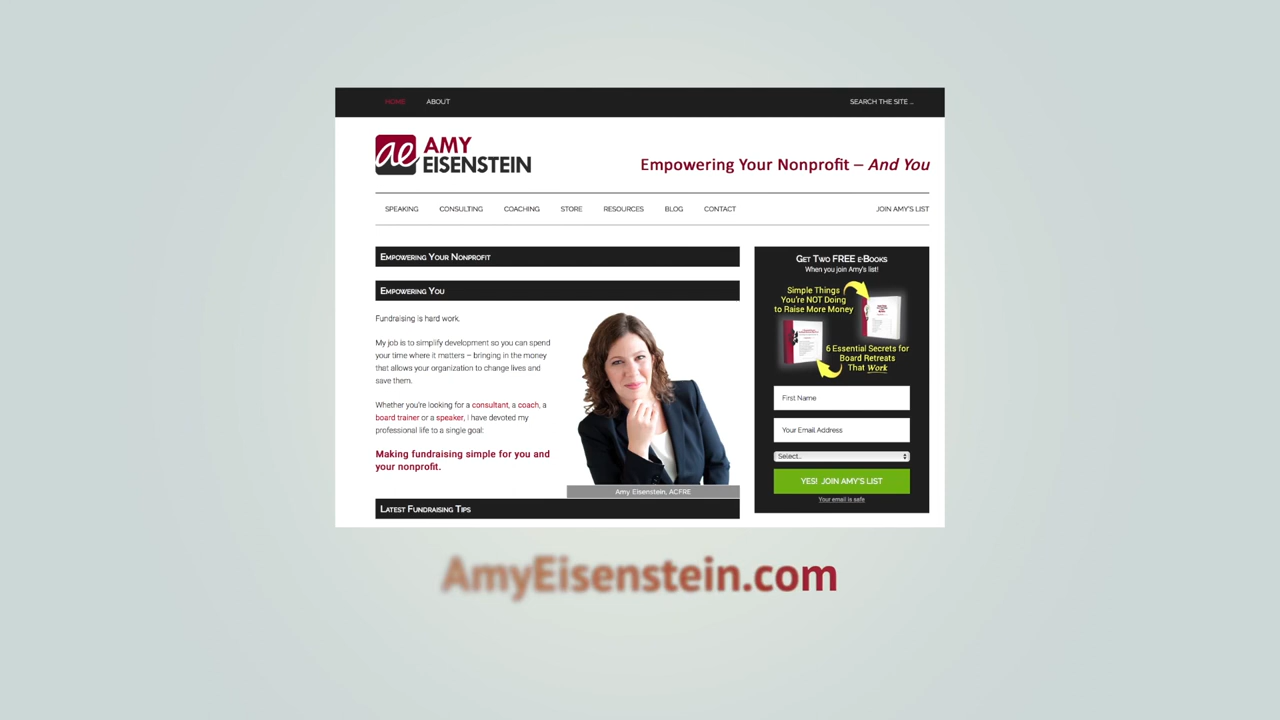 HOME ABOUT SEARCH THE SITE ...
ae AMY
EISENSTEIN
Empowering Your Nonprofit – And You
SPEAKING CONSULTING COACHING STORE RESOURCES BLOG CONTACT JOIN AMY'S LIST
Empowering Your Nonprofit
Empowering You
Fundraising is hard work.
My job is to simplify development so you can spend
your time where it matters – bringing in the money
that allows your organization to change lives and
save them.
Whether you're looking for a consultant, a coach, a
board trainer or a speaker, I have devoted my
professional life to a single goal:
Making fundraising simple for you and
your nonprofit.
Amy Eisenstein, ACFRE
Latest Fundraising Tips
Get Two FREE e-Books
When you join Amy's list!
Simple Things
You're NOT Doing
to Raise More Money
6 Essential Secrets for
Board Retreats
That Work
First Name
Your Email Address
Select...
YES! JOIN AMY'S LIST
Your email is safe
AmyEisenstein.com